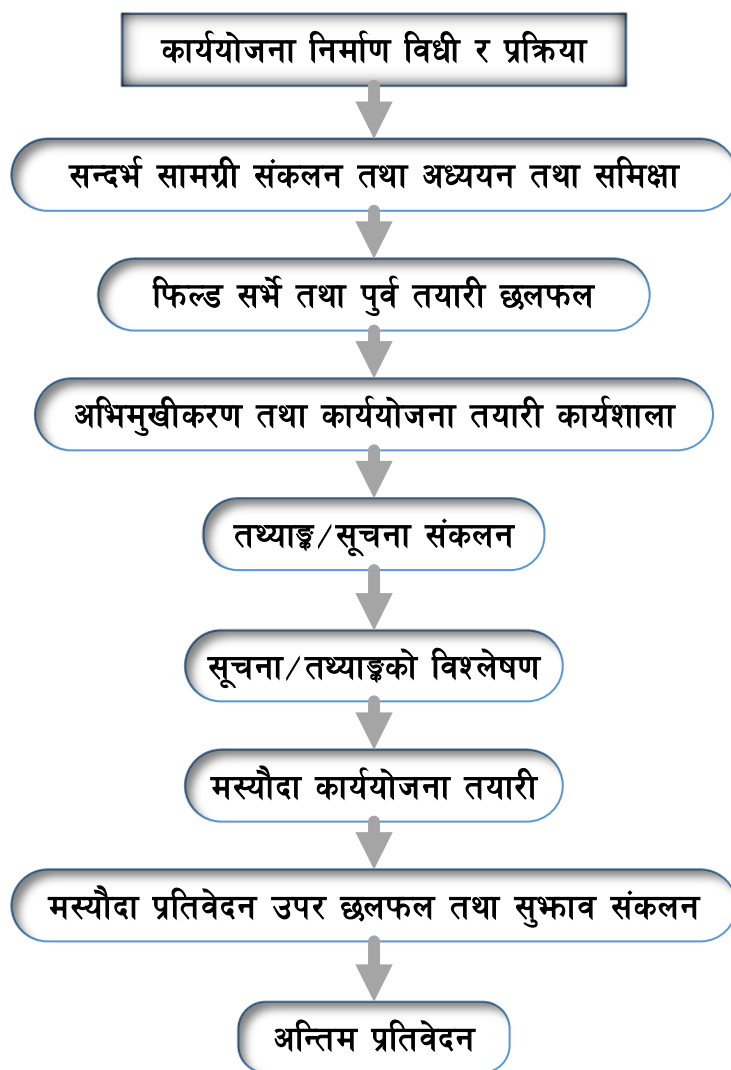 कार्ययोजना निर्माण विधी र प्रक्रिया
सन्दर्भ सामग्री संकलन तथा अध्ययन तथा समिक्षा
फिल्ड सर्भे तथा पुर्व तयारी छलफल
अभिमुखीकरण तथा कार्ययोजना तयारी कार्यशाला
तथ्याङ्क/सूचना संकलन
सूचना/तथ्याङ्कको विश्लेषण
मस्यौदा कार्ययोजना तयारी
मस्यौदा प्रतिवेदन उपर छलफल तथा सुझाव संकलन
अन्तिम प्रतिवेदन